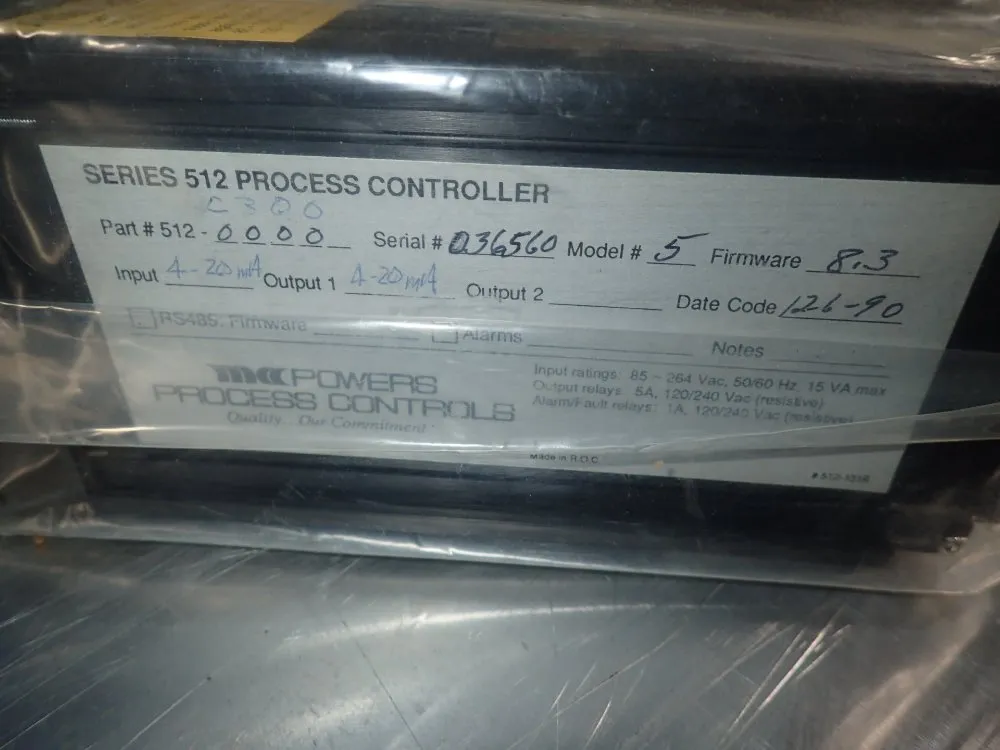 SERIES 512 PROCESS CONTROLLER
C300
Part # 512 - 0000 Serial # 036560 Model # 5 Firmware 8.3
Input 4-20mA Output 1 4-20mA Output 2 Date Code 126-90
RS485: Firmware Alarms Notes
POWERS
PROCESS CONTROLS
Quality Our Commitment
Input ratings: 85 - 264 Vac, 50/60 Hz, 15 VA max
Output relays: 5A, 120/240 Vac (resistive)
Alarm/Fault relays: 1A, 120/240 Vac (resistive)
Made in R.O.C.